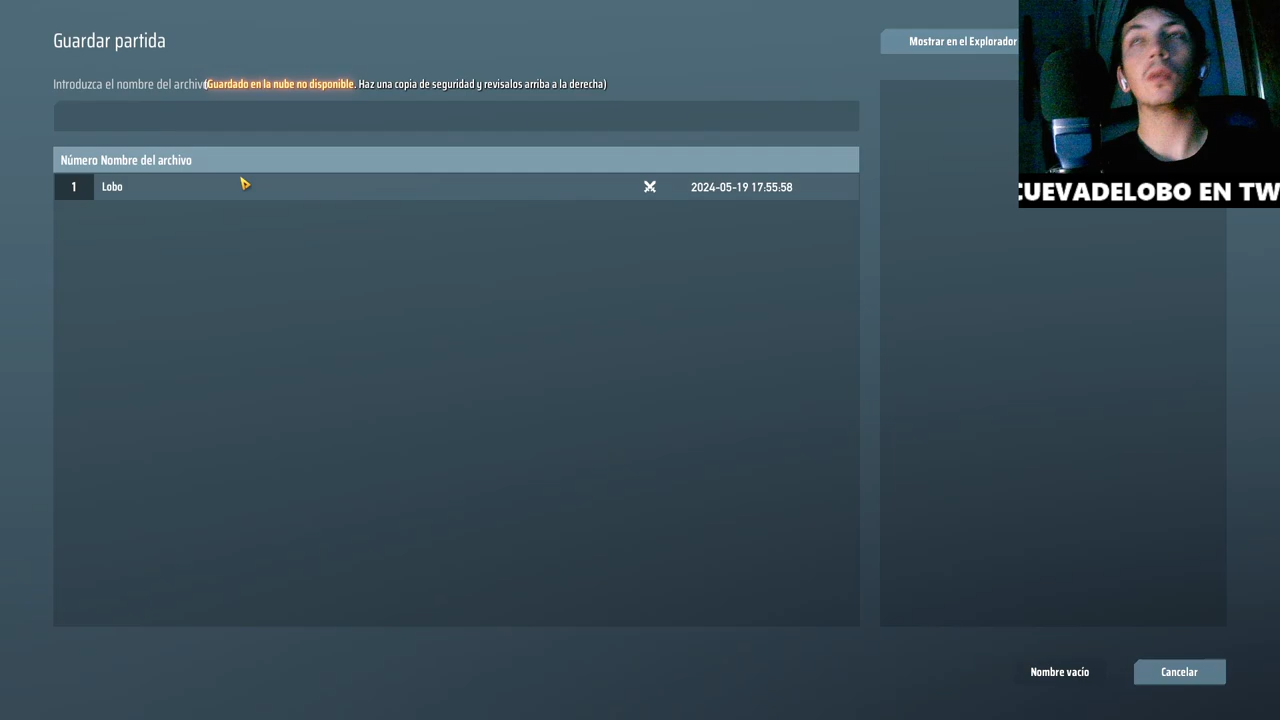 Guardar partida
Mostrar en el Explorador
Introduzca el nombre del archiv(Guardado en la nube no disponible. Haz una copia de seguridad y revisalos arriba a la derecha)
Número Nombre del archivo
1 Lobo 2024-05-19 17:55:58
CUEVADELOBO EN TW
Nombre vacío
Cancelar